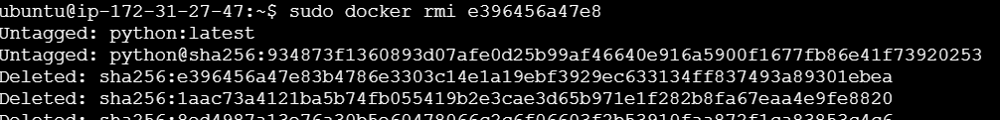 ubuntu@ip-172-31-27-47:~$ sudo docker rmi e396456a47e8
Untagged: python:latest
Untagged: python@sha256:934873f1360893d07afe0d25b99af46640e916a5900f1677fb86e41f73920253
Deleted: sha256:e396456a47e83b4786e3303c14e1a19ebf3929ec633134ff837493a89301ebea
Deleted: sha256:1aac73a4121ba5b74fb055419b2e3cae3d65b971e1f282b8fa67eaa4e9fe8820
Deleted: